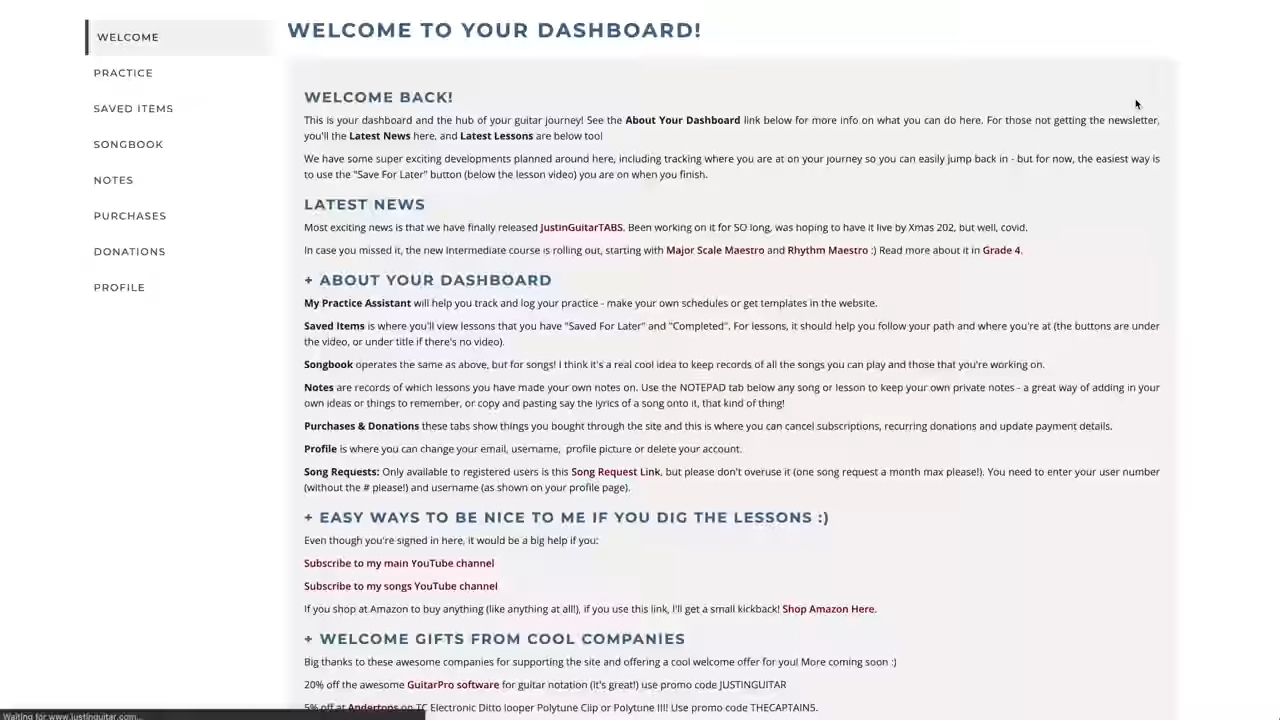 WELCOME
PRACTICE
SAVED ITEMS
SONGBOOK
NOTES
PURCHASES
DONATIONS
PROFILE
WELCOME TO YOUR DASHBOARD!
WELCOME BACK!
This is your dashboard and the hub of your guitar journey! See the About Your Dashboard link below for more info on what you can do here. For those not getting the newsletter,
you'll the Latest News here, and Latest Lessons are below too!
We have some super exciting developments planned around here, including tracking where you are at on your journey so you can easily jump back in - but for now, the easiest way is
to use the "Save For Later" button (below the lesson video) you are on when you finish.
LATEST NEWS
Most exciting news is that we have finally released JustinGuitarTABS. Been working on it for SO long, was hoping to have it live by Xmas 202, but well, covid.
In case you missed it, the new Intermediate course is rolling out, starting with Major Scale Maestro and Rhythm Maestro :) Read more about it in Grade 4.
+ ABOUT YOUR DASHBOARD
My Practice Assistant will help you track and log your practice - make your own schedules or get templates in the website.
Saved Items is where you'll view lessons that you have "Saved For Later" and "Completed". For lessons, it should help you follow your path and where you're at (the buttons are under
the video, or under title if there's no video).
Songbook operates the same as above, but for songs! I think it's a real cool idea to keep records of all the songs you can play and those that you're working on.
Notes are records of which lessons you have made your own notes on. Use the NOTEPAD tab below any song or lesson to keep your own private notes - a great way of adding in your
own ideas or things to remember, or copy and pasting say the lyrics of a song onto it, that kind of thing!
Purchases & Donations these tabs show things you bought through the site and this is where you can cancel subscriptions, recurring donations and update payment details.
Profile is where you can change your email, username, profile picture or delete your account.
Song Requests: Only available to registered users is this Song Request Link, but please don't overuse it (one song request a month max please!). You need to enter your user number
(without the # please!) and username (as shown on your profile page).
+ EASY WAYS TO BE NICE TO ME IF YOU DIG THE LESSONS :)
Even though you're signed in here, it would be a big help if you:
Subscribe to my main YouTube channel
Subscribe to my songs YouTube channel
If you shop at Amazon to buy anything (like anything at all!), if you use this link, I'll get a small kickback! Shop Amazon Here.
+ WELCOME GIFTS FROM COOL COMPANIES
Big thanks to these awesome companies for supporting the site and offering a cool welcome offer for you! More coming soon :)
20% off the awesome GuitarPro software for guitar notation (it's great!) use promo code JUSTINGUITAR
5% off at Andertons on TC Electronic Ditto looper Polytune Clip or Polytune III! Use promo code THECAPTAIN5.
Waiting for www.justinguitar.com...